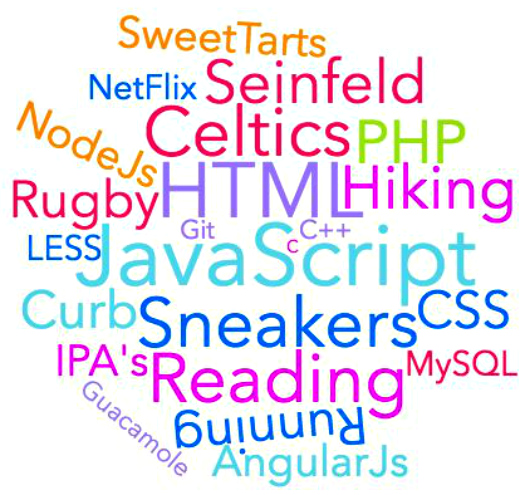 SweetTarts
NetFlix
Seinfeld
NodeJs
Celtics
PHP
Rugby
HTML
Hiking
Git
C++
c
LESS
JavaScript
Curb
Sneakers
CSS
IPA's
Reading
MySQL
Guacamole
Running
AngularJs